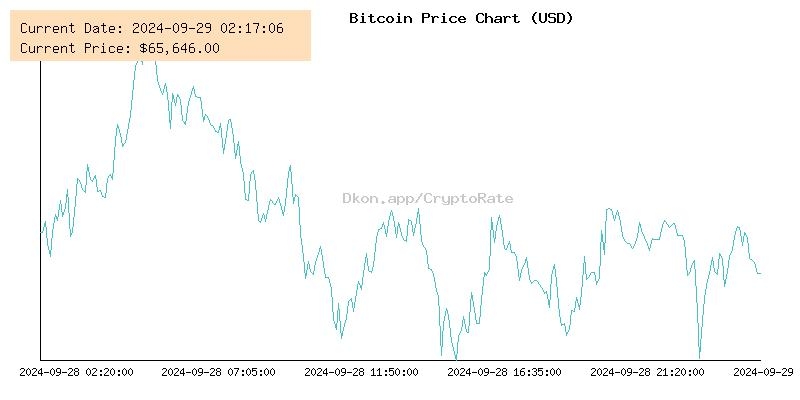 Bitcoin Price Chart (USD)
Current Date: 2024-09-29 02:17:06
Current Price: $65,646.00
Dkon.app/CryptoRate
2024-09-28 02:20:00 2024-09-28 07:05:00 2024-09-28 11:50:00 2024-09-28 16:35:00 2024-09-28 21:20:00 2024-09-29